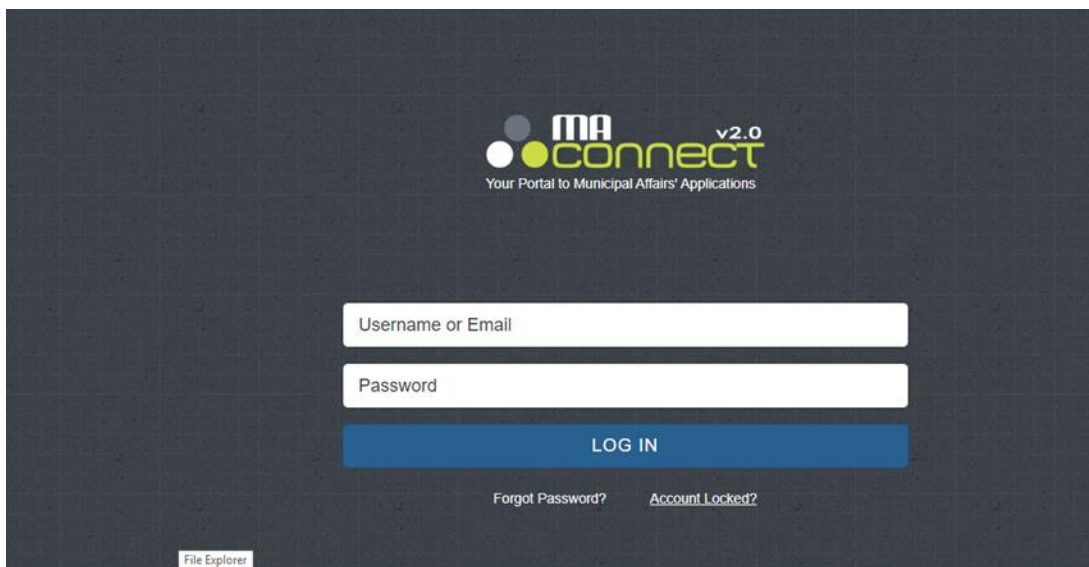 MA
v2.0
connect
Your Portal to Municipal Affairs' Applications
Username or Email
Password
LOG IN
Forgot Password? Account Locked?
File Explorer